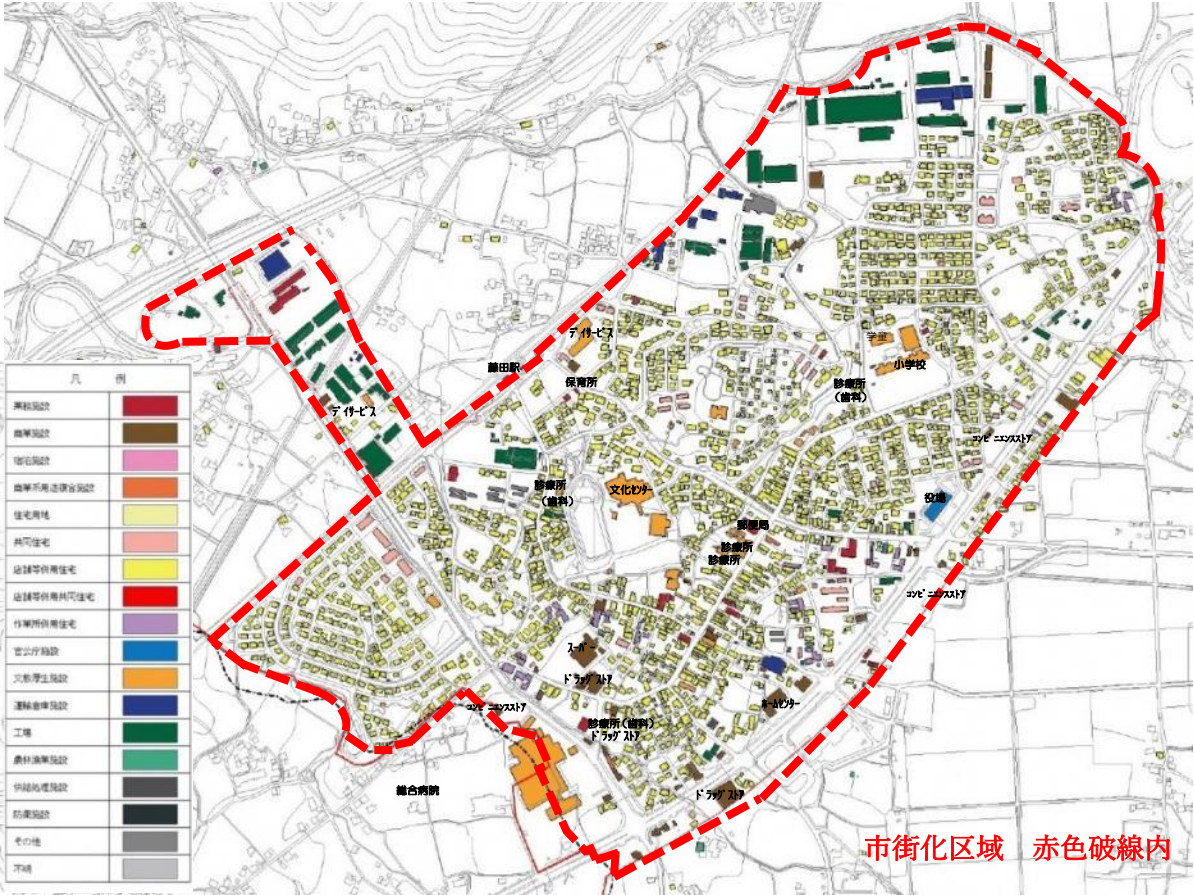 デイサービス
学童
小学校
藤田駅
保育所
診療所
(歯科)
凡 例
業務施設
商業施設
宿泊施設
商業系用途複合施設
住宅用地
共同住宅
店舗等併用住宅
店舗等併用共同住宅
作業所併用住宅
官公庁施設
文教厚生施設
運輸倉庫施設
工場
農林漁業施設
供給処理施設
防衛施設
その他
不明
デイサービス
コンビニエンスストア
診療所
(歯科)
文化センター
役場
郵便局
診療所
診療所
コンビニエンスストア
スーパー
ドラッグストア
コンビニエンスストア
ホームセンター
診療所(歯科)
ドラッグストア
総合病院
ドラッグストア
市街化区域 赤色破線内